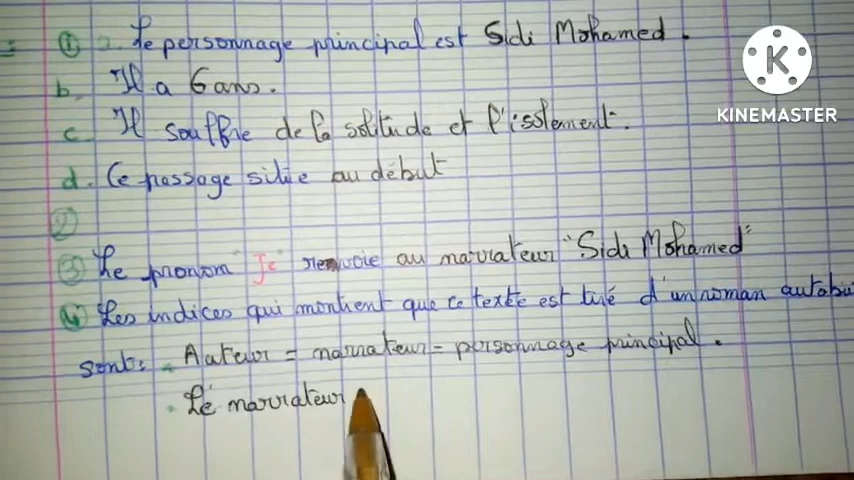 ① a. Le personnage principal est Sidi Mohamed.
b. Il a 6 ans.
c. Il souffre de la solitude et l'isolement.
d. Ce passage sitie au début
②
③ Le pronom "Je" renvoie au narrateur "Sidi Mohamed"
④ Les indices qui montrent que ce texte est tiré d'un roman autobi
sont: - Auteur = narrateur = personnage principal.
- Le narrateur
K
KINEMASTER